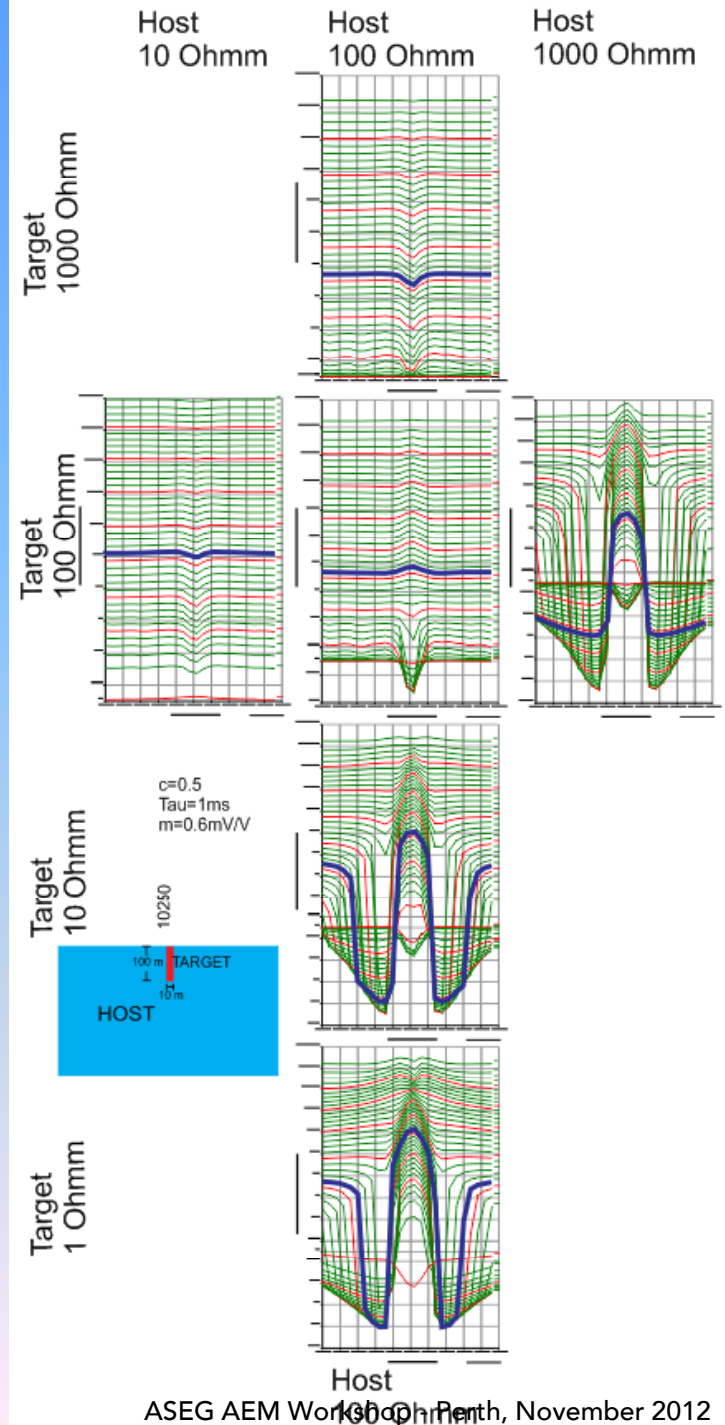 Host
10 Ohmm
Host
100 Ohmm
Host
1000 Ohmm
Target
1000 Ohmm
Target
100 Ohmm
c=0.5
Tau=1ms
m=0.6mV/V
Target
10 Ohmm
10250
100 m
TARGET
10 m
HOST
Target
1 Ohmm
Host
100 Ohmm
ASEG AEM Workshop - Perth, November 2012